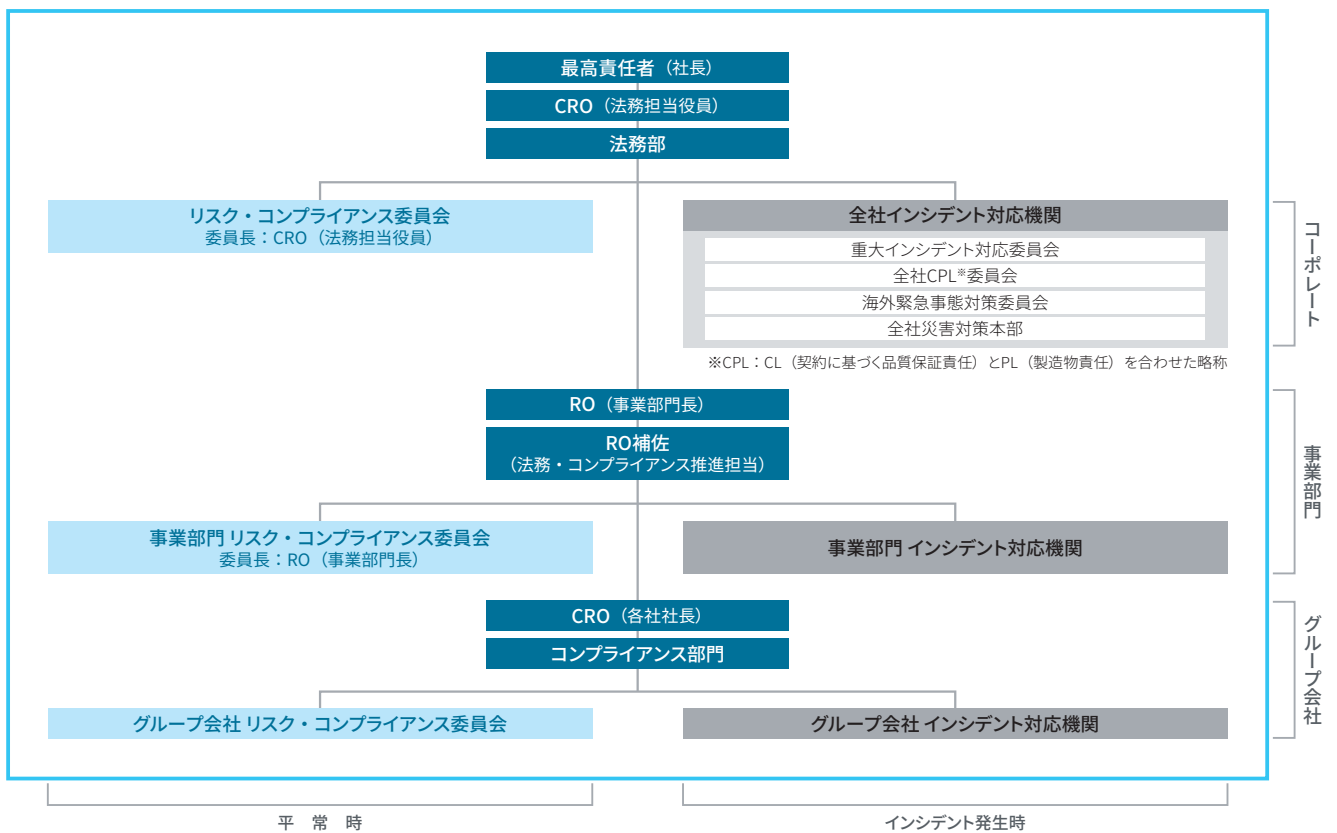 最高責任者（社長）
CRO（法務担当役員）
法務部
リスク・コンプライアンス委員会
委員長：CRO（法務担当役員）
全社インシデント対応機関
重大インシデント対応委員会
全社CPL※委員会
海外緊急事態対策委員会
全社災害対策本部
※CPL：CL（契約に基づく品質保証責任）とPL（製造物責任）を合わせた略称
コーポレート
RO（事業部門長）
RO補佐
（法務・コンプライアンス推進担当）
事業部門 リスク・コンプライアンス委員会
委員長：RO（事業部門長）
事業部門 インシデント対応機関
事業部門
CRO（各社社長）
コンプライアンス部門
グループ会社 リスク・コンプライアンス委員会
グループ会社 インシデント対応機関
グループ会社
平 常 時
インシデント発生時